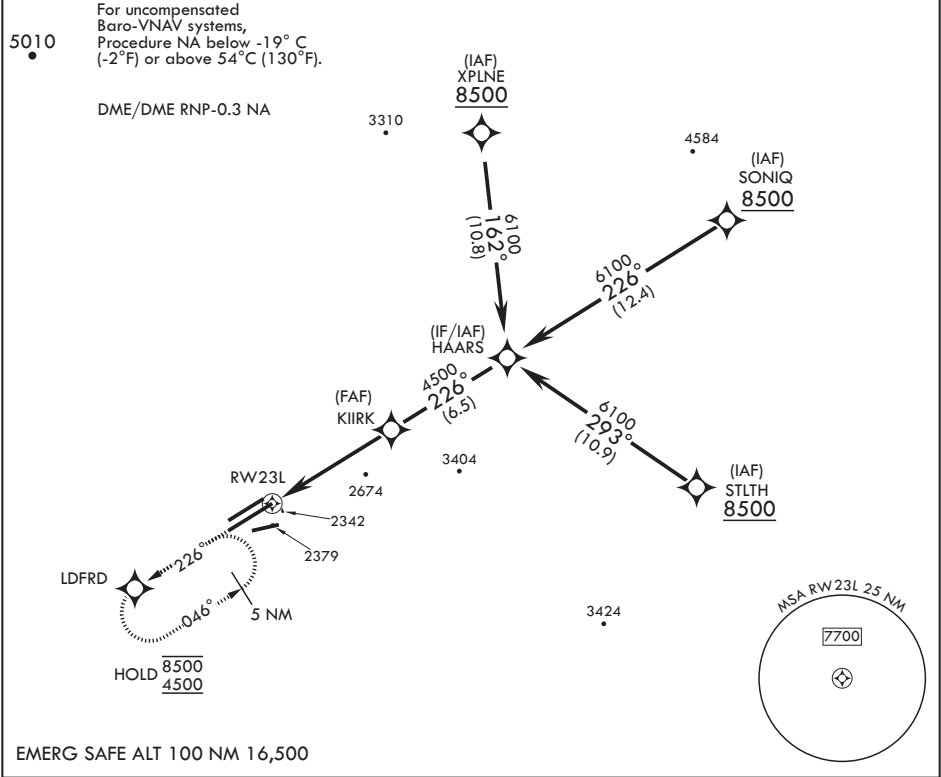 For uncompensated
Baro-VNAV systems,
Procedure NA below -19° C
(-2°F) or above 54°C (130°F).
5010
DME/DME RNP-0.3 NA
3310
(IAF)
XPLNE
8500
4584
(IAF)
SONIQ
8500
6100
162°
(10.8)
6100
226°
(12.4)
(IF/IAF)
HAARS
4500
226°
(6.5)
(FAF)
KIIRK
6100
293°
(10.9)
(IAF)
STLTH
8500
3404
2674
RW23L
2342
2379
226°
LDFRD
046°
5 NM
HOLD 8500
4500
3424
MSA RW23L 25 NM
7700
EMERG SAFE ALT 100 NM 16,500